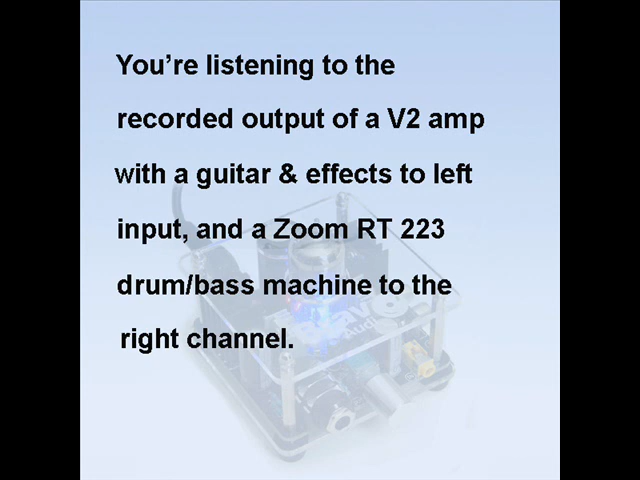 You’re listening to the
recorded output of a V2 amp
with a guitar & effects to left
input, and a Zoom RT 223
drum/bass machine to the
right channel.
Audio